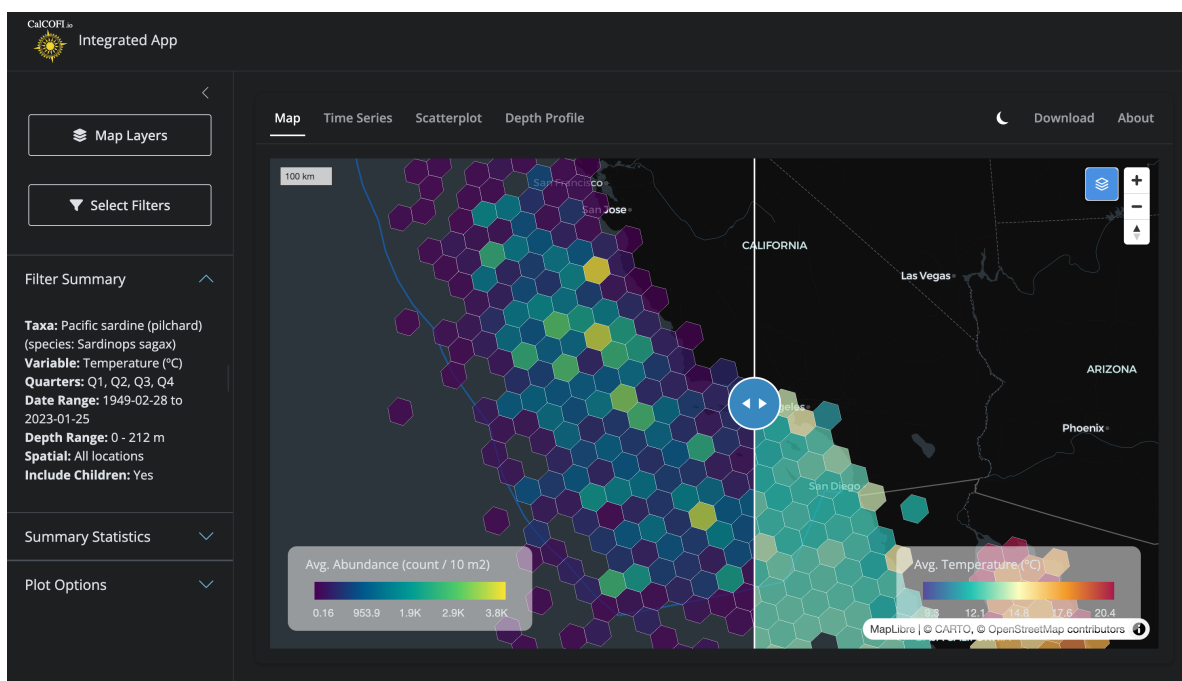 CalCOFI.io
Integrated App
Map Layers
Select Filters
Filter Summary
Taxa: Pacific sardine (pilchard)
(species: Sardinops sagax)
Variable: Temperature (ºC)
Quarters: Q1, Q2, Q3, Q4
Date Range: 1949-02-28 to
2023-01-25
Depth Range: 0 - 212 m
Spatial: All locations
Include Children: Yes
Summary Statistics
Plot Options
Map Time Series Scatterplot Depth Profile
Download About
100 km
San Francisco
San Jose
CALIFORNIA
Las Vegas
ARIZONA
Phoenix
geles
San Diego
Avg. Abundance (count / 10 m2)
0.16 953.9 1.9K 2.9K 3.8K
Avg. Temperature (°C)
9.3 12.1 14.8 17.6 20.4
MapLibre | © CARTO, © OpenStreetMap contributors